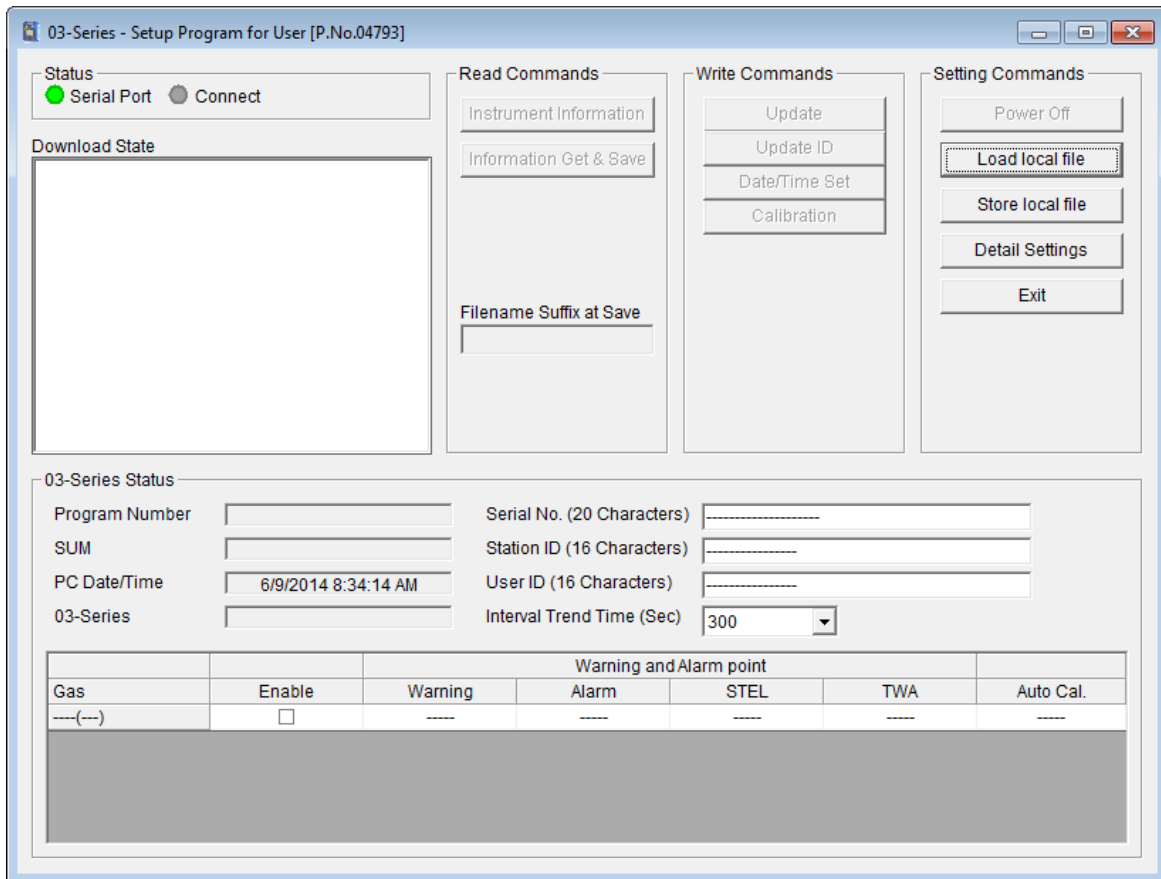 03-Series - Setup Program for User [P.No.04793]
Status
Serial Port Connect
Download State
Read Commands
Instrument Information
Information Get & Save
Filename Suffix at Save
Write Commands
Update
Update ID
Date/Time Set
Calibration
Setting Commands
Power Off
Load local file
Store local file
Detail Settings
Exit
03-Series Status
Program Number
SUM
PC Date/Time 6/9/2014 8:34:14 AM
03-Series
Serial No. (20 Characters) --------------------
Station ID (16 Characters) ----------------
User ID (16 Characters) ----------------
Interval Trend Time (Sec) 300
Warning and Alarm point
Gas Enable Warning Alarm STEL TWA Auto Cal.
----(---) ----- ----- ----- ----- -----